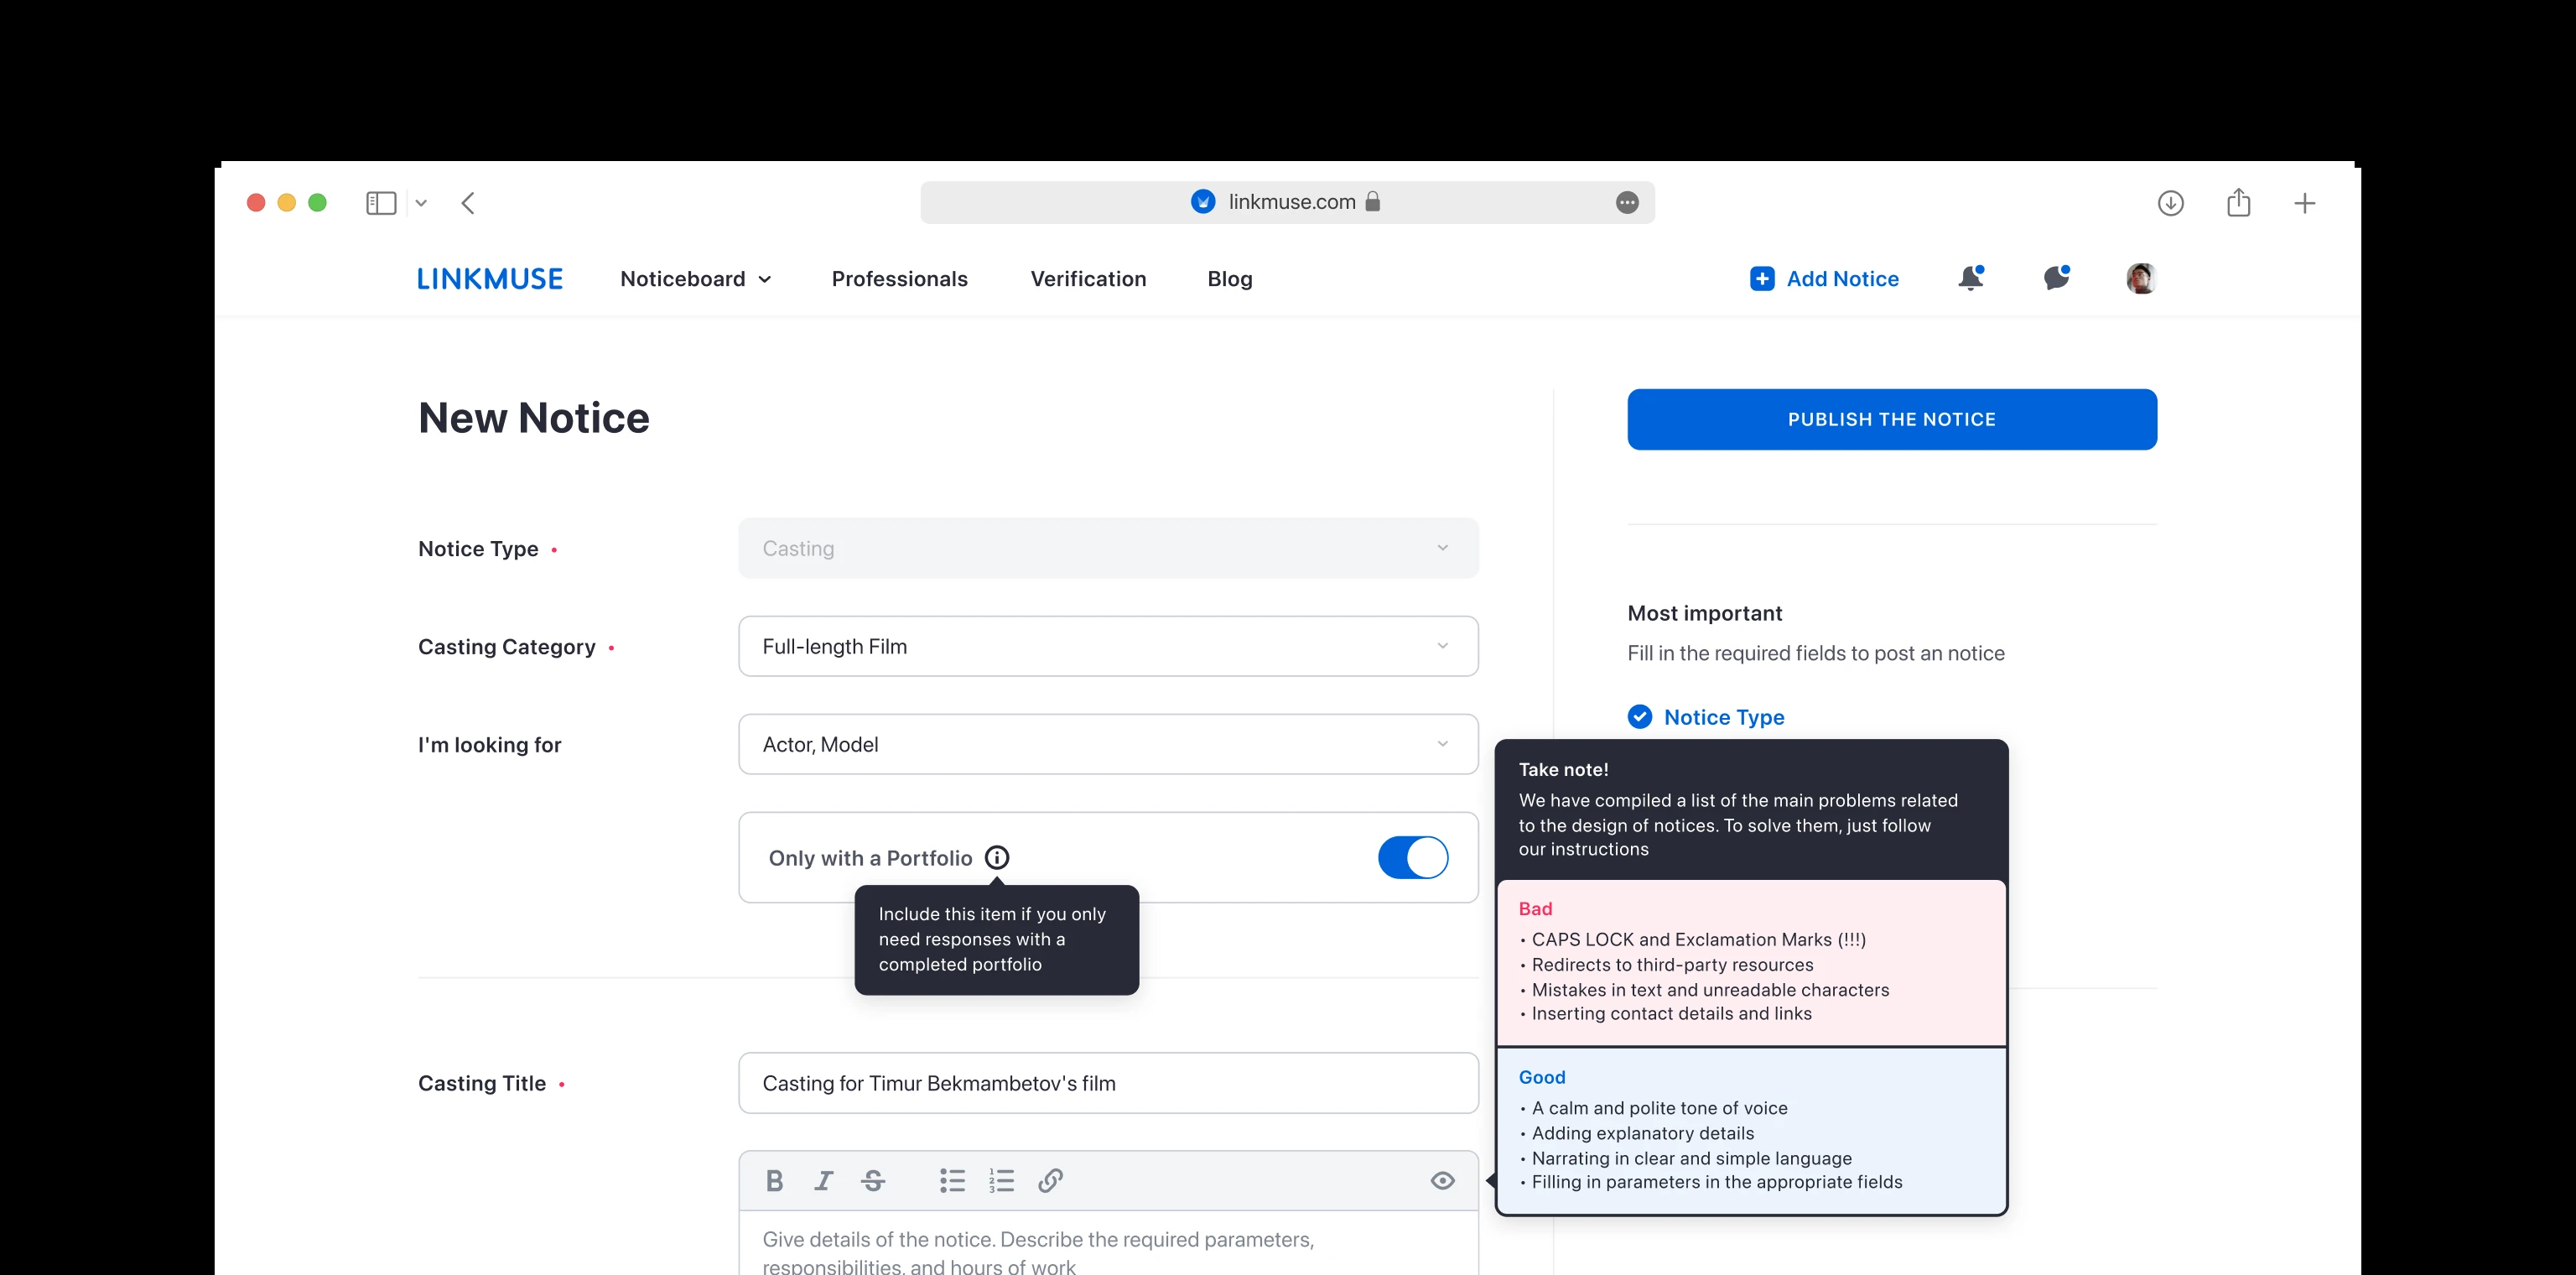 linkmuse.com
LINKMUSE
Noticeboard
Professionals
Verification
Blog
Add Notice
New Notice
PUBLISH THE NOTICE
Notice Type •
Casting
Casting Category •
Full-length Film
I'm looking for
Actor, Model
Only with a Portfolio
Include this item if you only
need responses with a
completed portfolio
Casting Title •
Casting for Timur Bekmambetov's film
B I S
Give details of the notice. Describe the required parameters,
responsibilities, and hours of work
Most important
Fill in the required fields to post an notice
Notice Type
Take note!
We have compiled a list of the main problems related
to the design of notices. To solve them, just follow
our instructions
Bad
• CAPS LOCK and Exclamation Marks (!!!)
• Redirects to third-party resources
• Mistakes in text and unreadable characters
• Inserting contact details and links
Good
• A calm and polite tone of voice
• Adding explanatory details
• Narrating in clear and simple language
• Filling in parameters in the appropriate fields